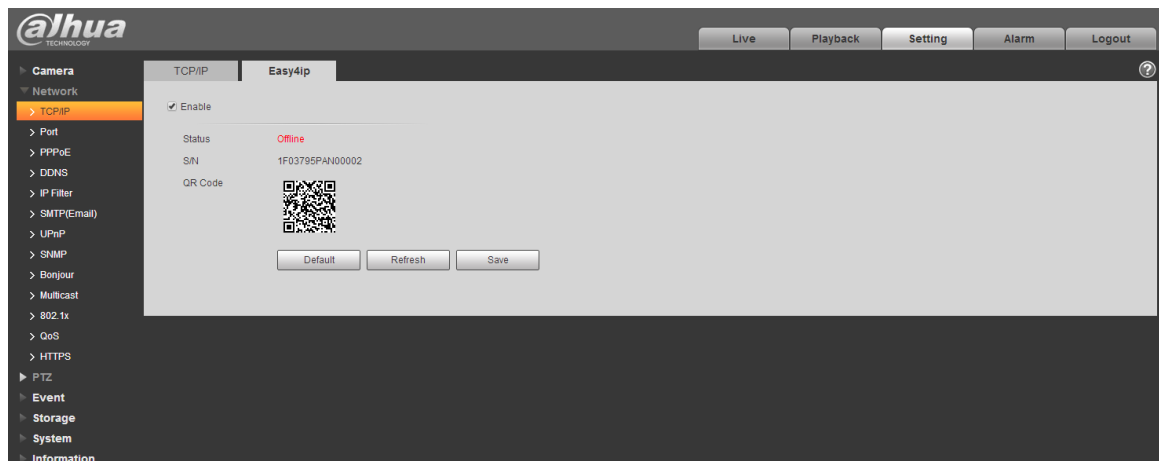 alhua
TECHNOLOGY
Live Playback Setting Alarm Logout
Camera
Network
TCP/IP
Port
PPPoE
DDNS
IP Filter
SMTP(Email)
UPnP
SNMP
Bonjour
Multicast
802.1x
QoS
HTTPS
PTZ
Event
Storage
System
Information
TCP/IP Easy4ip
?
Enable
Status Offline
S/N 1F03795PAN00002
QR Code
Default Refresh Save